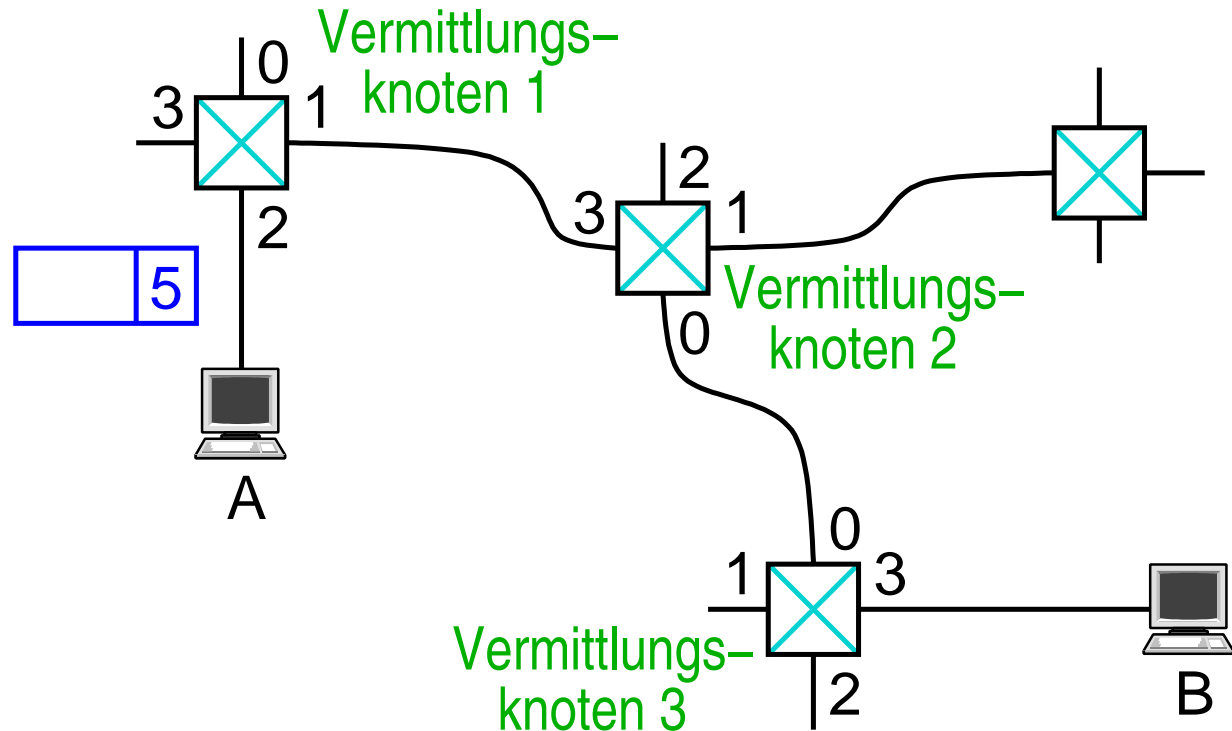 Vermittlungs–
knoten 1
0
3
1
2
5
A
2
3
1
0
Vermittlungs–
knoten 2
0
1
3
2
Vermittlungs–
knoten 3
B